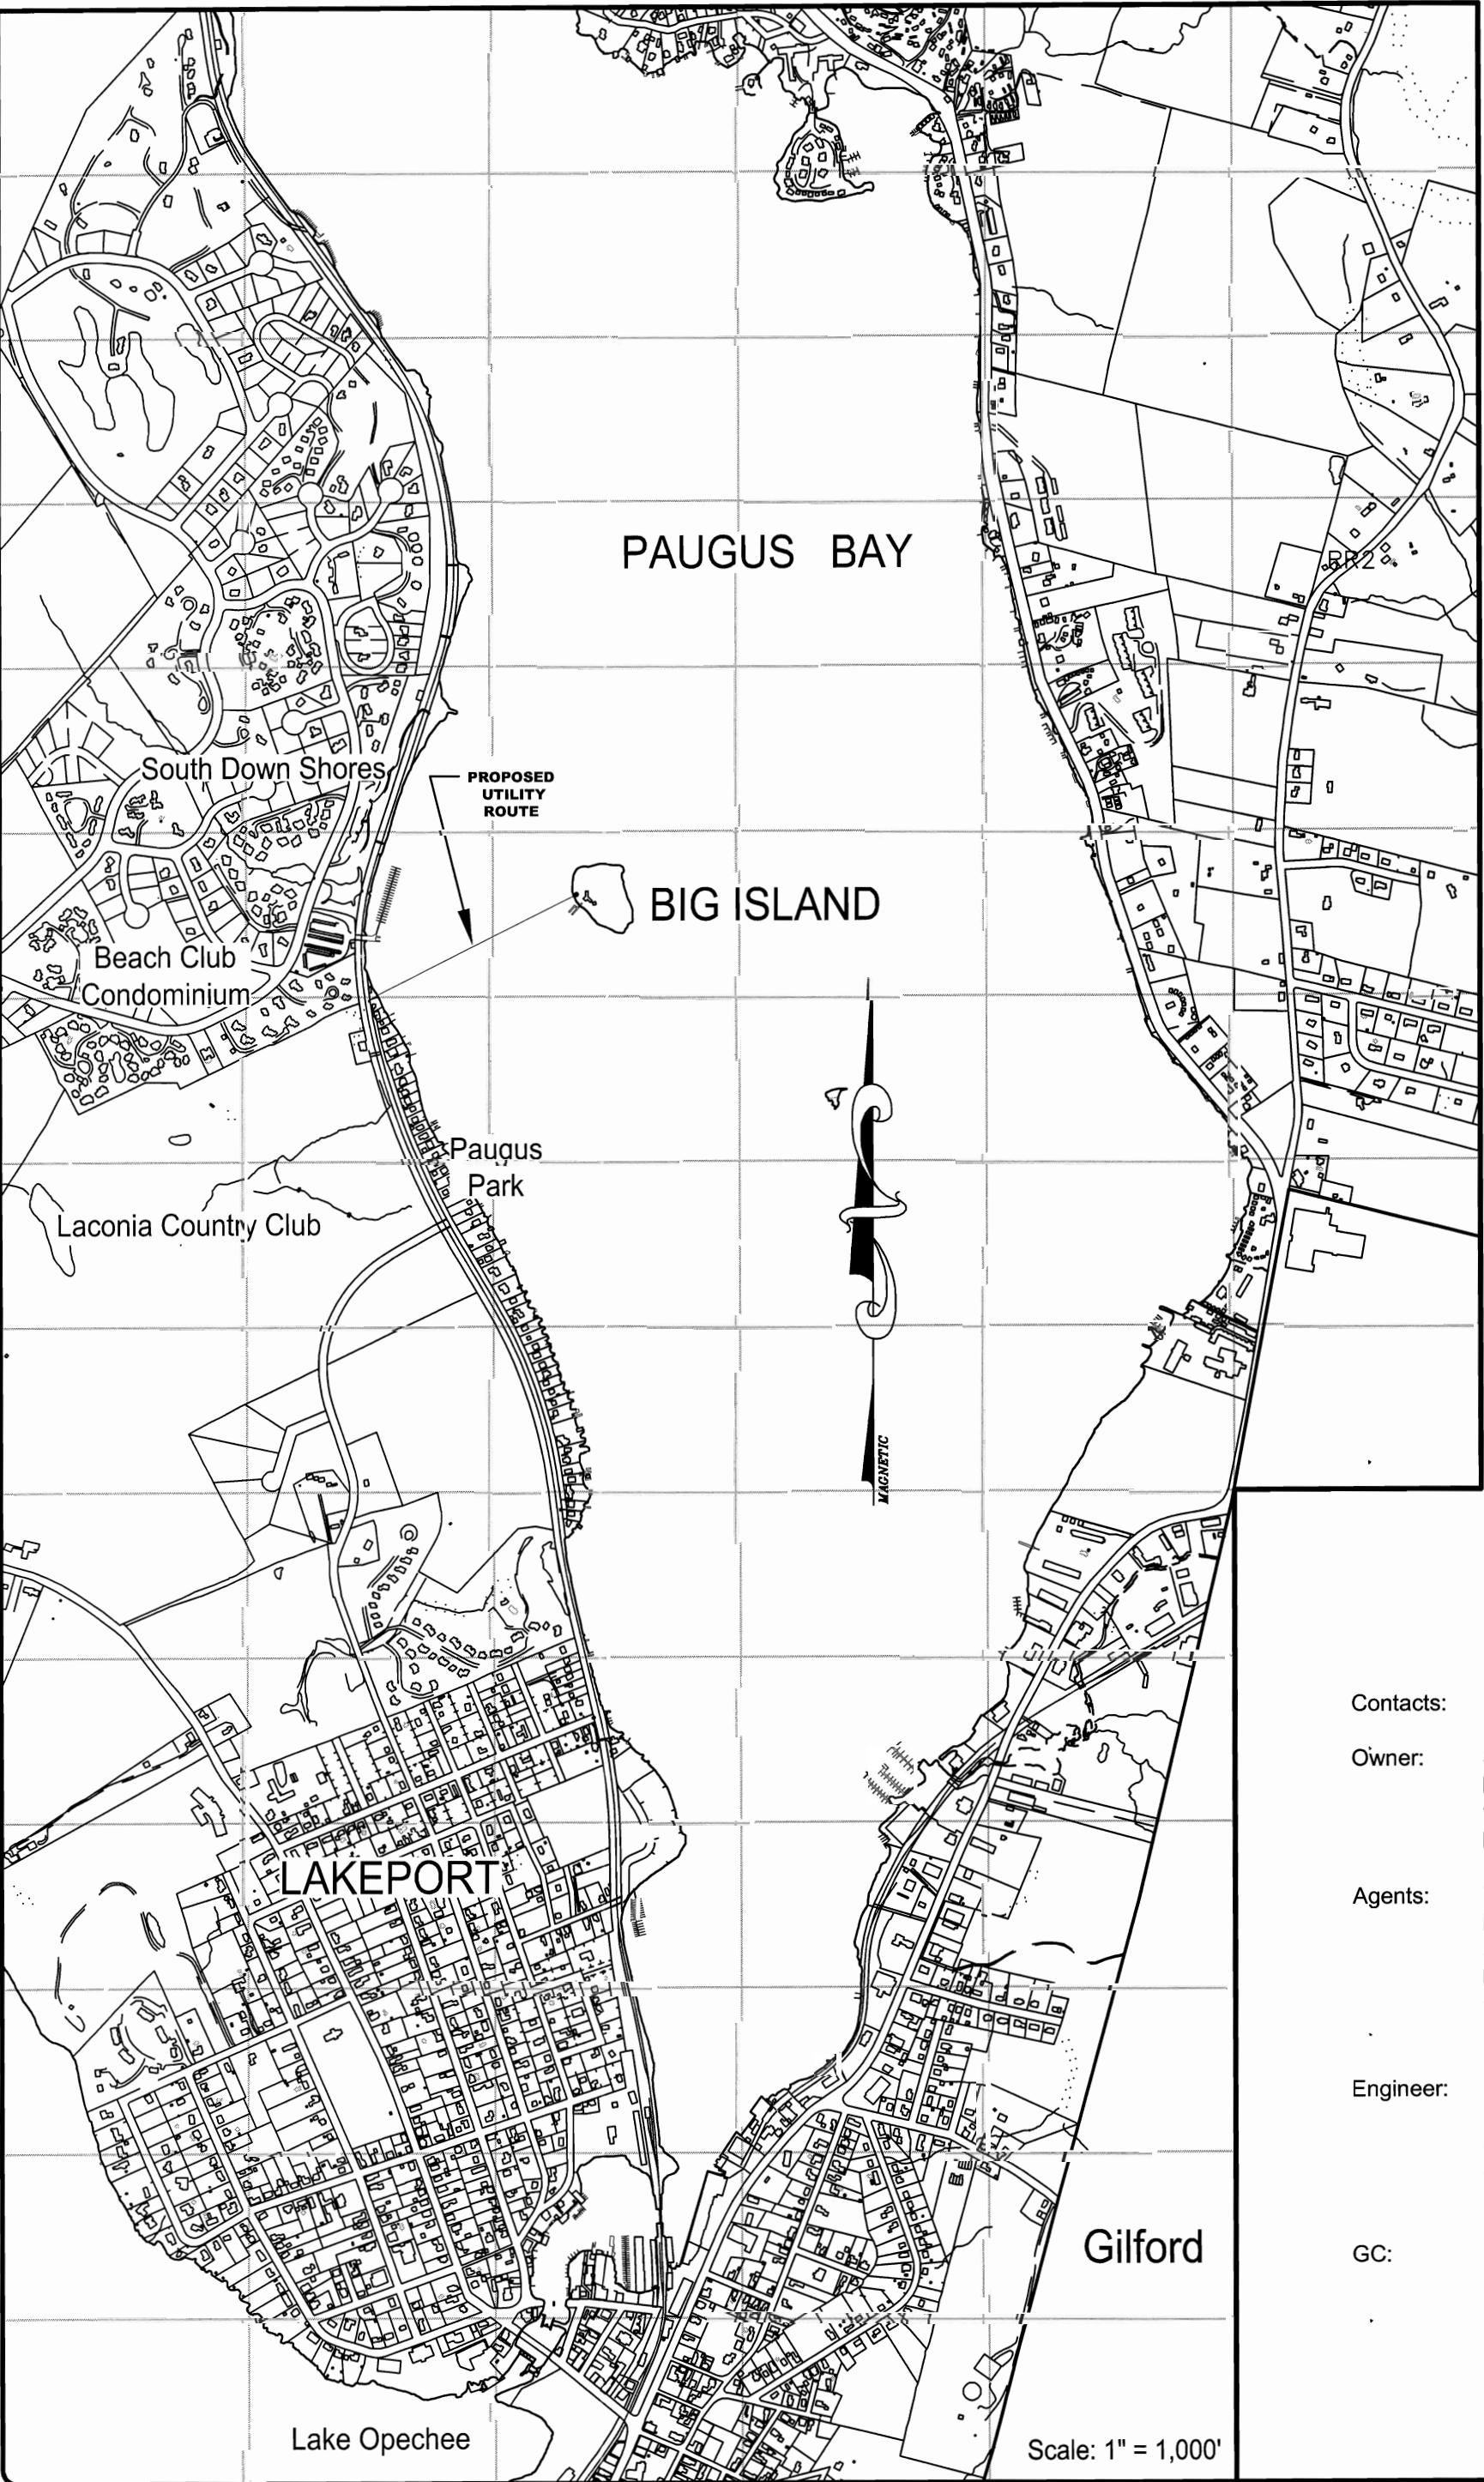 PAUGUS BAY
RR2
South Down Shores
PROPOSED
UTILITY
ROUTE
BIG ISLAND
Beach Club
Condominium
Paugus
Park
Laconia Country Club
MAGNETIC
Contacts:
Owner:
LAKEPORT
Agents:
Engineer:
Gilford
GC:
Lake Opechee
Scale: 1" = 1,000'